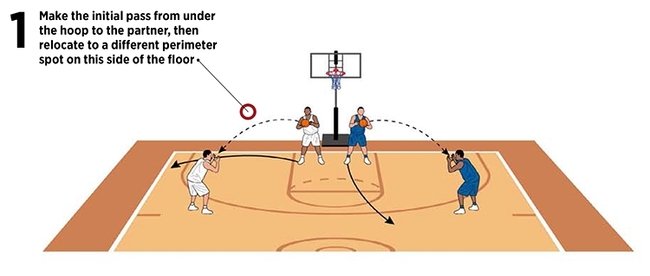 1
Make the initial pass from under
the hoop to the partner, then
relocate to a different perimeter
spot on this side of the floor